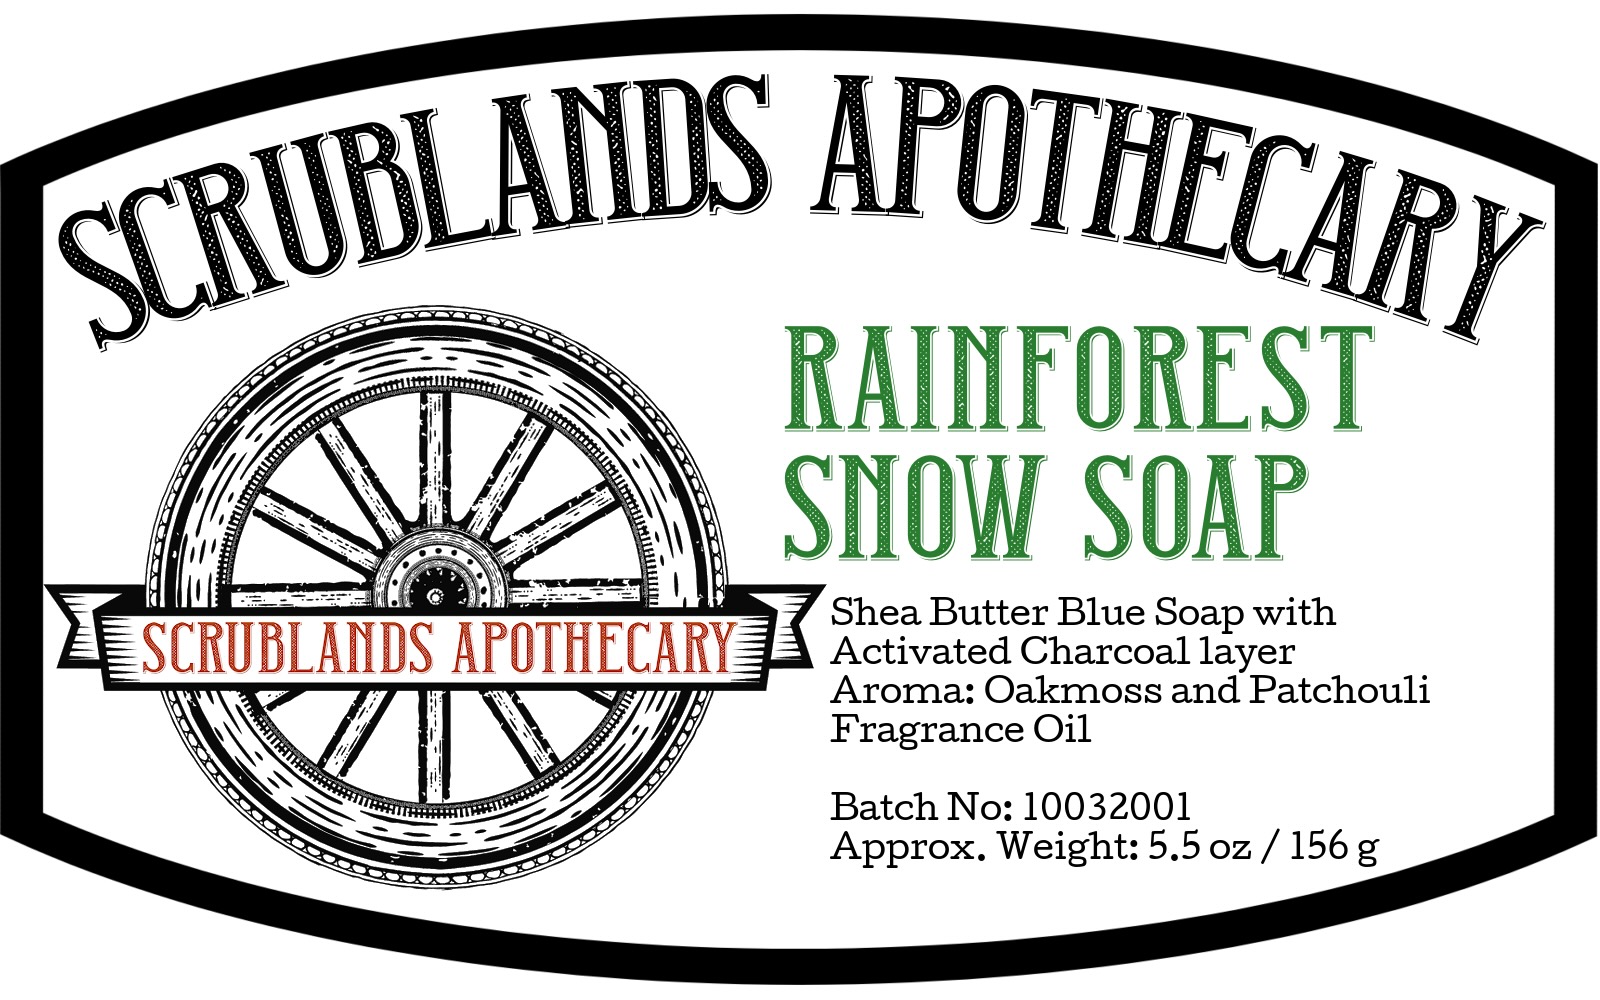 SCRUBLANDS APOTHECARY
RAINFOREST
SNOW SOAP
SCRUBLANDS APOTHECARY
Shea Butter Blue Soap with
Activated Charcoal layer
Aroma: Oakmoss and Patchouli
Fragrance Oil
Batch No: 10032001
Approx. Weight: 5.5 oz / 156 g